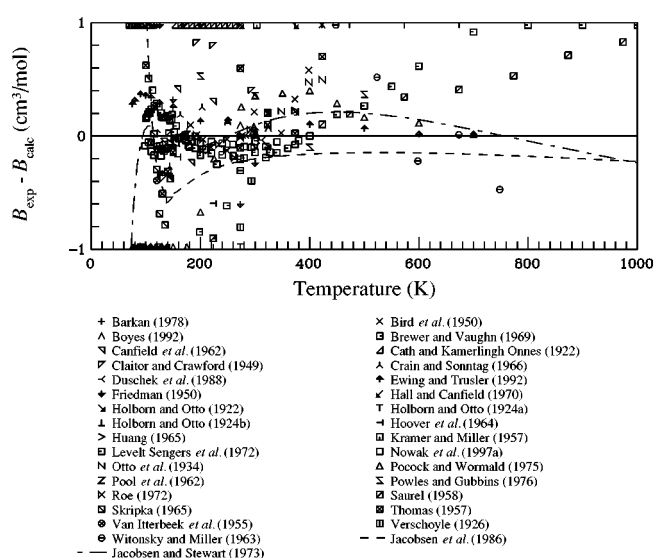 1
0
-1
B_exp - B_calc (cm³/mol)
0 200 400 600 800 1000
Temperature (K)
Barkan (1978)
Boyes (1992)
Canfield et al. (1962)
Claitor and Crawford (1949)
Duschek et al. (1988)
Friedman (1950)
Holborn and Otto (1922)
Holborn and Otto (1924b)
Huang (1965)
Levelt Sengers et al. (1972)
Otto et al. (1934)
Pool et al. (1962)
Roe (1972)
Skripka (1965)
Van Itterbeek et al. (1955)
Witonsky and Miller (1963)
Jacobsen and Stewart (1973)
Bird et al. (1950)
Brewer and Vaughn (1969)
Cath and Kamerlingh Onnes (1922)
Crain and Sonntag (1966)
Ewing and Trusler (1992)
Hall and Canfield (1970)
Holborn and Otto (1924a)
Hoover et al. (1964)
Kramer and Miller (1957)
Nowak et al. (1997a)
Pocock and Wormald (1975)
Powles and Gubbins (1976)
Saurel (1958)
Thomas (1957)
Verschoyle (1926)
Jacobsen et al. (1986)